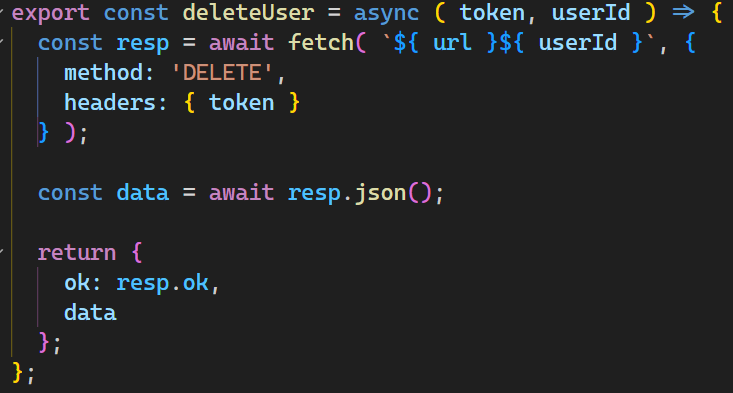 export const deleteUser = async ( token, userId ) => {
  const resp = await fetch( `${ url }${ userId }`, {
    method: 'DELETE',
    headers: { token }
  } );

  const data = await resp.json();

  return {
    ok: resp.ok,
    data
  };
};